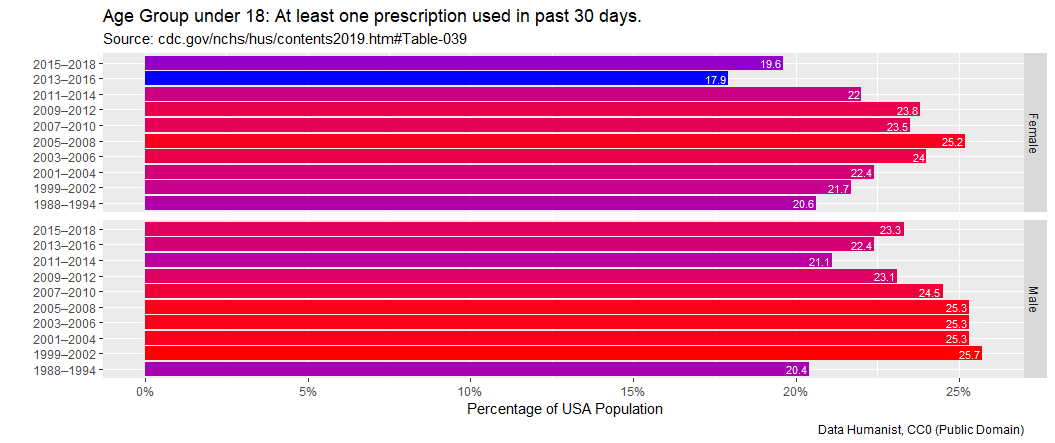 Age Group under 18: At least one prescription used in past 30 days.
Source: cdc.gov/nchs/hus/contents2019.htm#Table-039
2015–2018 19.6
2013–2016 17.9
2011–2014 22
2009–2012 23.8
2007–2010 23.5
2005–2008 25.2
2003–2006 24
2001–2004 22.4
1999–2002 21.7
1988–1994 20.6
Female
2015–2018 23.3
2013–2016 22.4
2011–2014 21.1
2009–2012 23.1
2007–2010 24.5
2005–2008 25.3
2003–2006 25.3
2001–2004 25.3
1999–2002 25.7
1988–1994 20.4
Male
0% 5% 10% 15% 20% 25%
Percentage of USA Population
Data Humanist, CC0 (Public Domain)